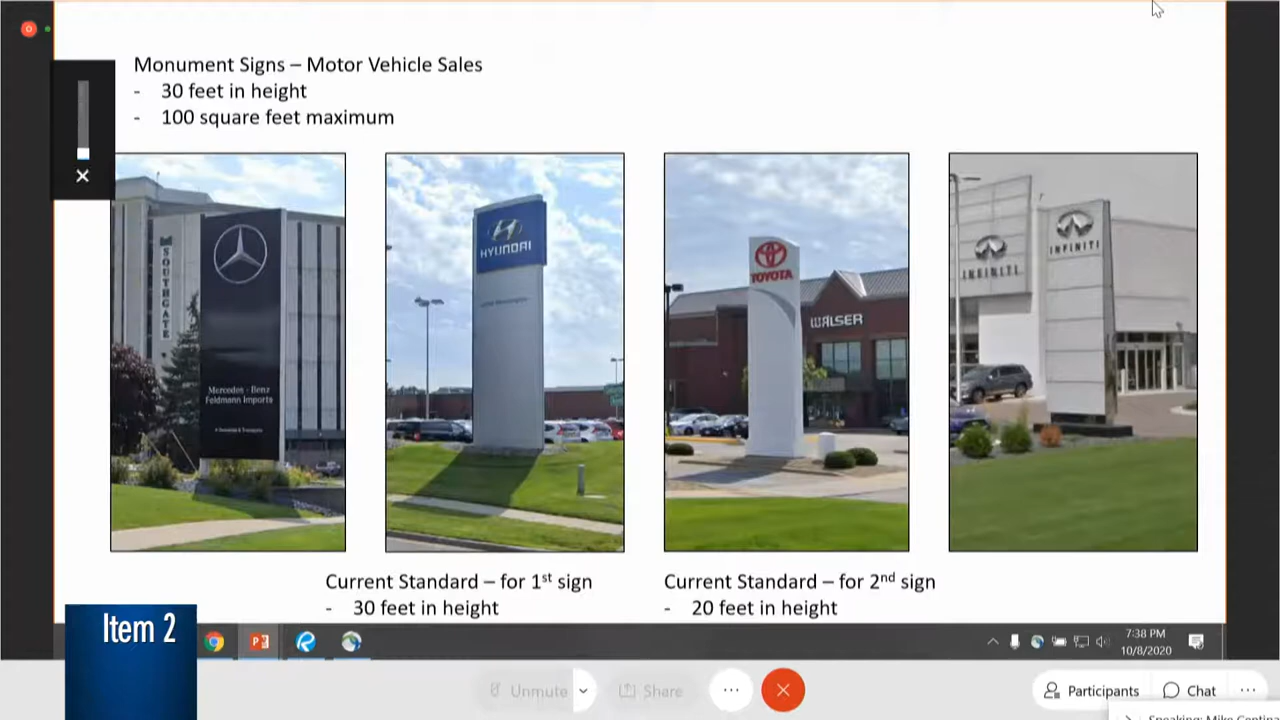 Monument Signs – Motor Vehicle Sales
- 30 feet in height
- 100 square feet maximum
SOUTHGATE
Mercedes-Benz
Feldmann Imports
HYUNDAI
TOYOTA
WALSER
INFINITI
INFINITI
Current Standard – for 1st sign
- 30 feet in height
Current Standard – for 2nd sign
- 20 feet in height
Item 2
7:38 PM
10/8/2020
Unmute
Share
Participants
Chat